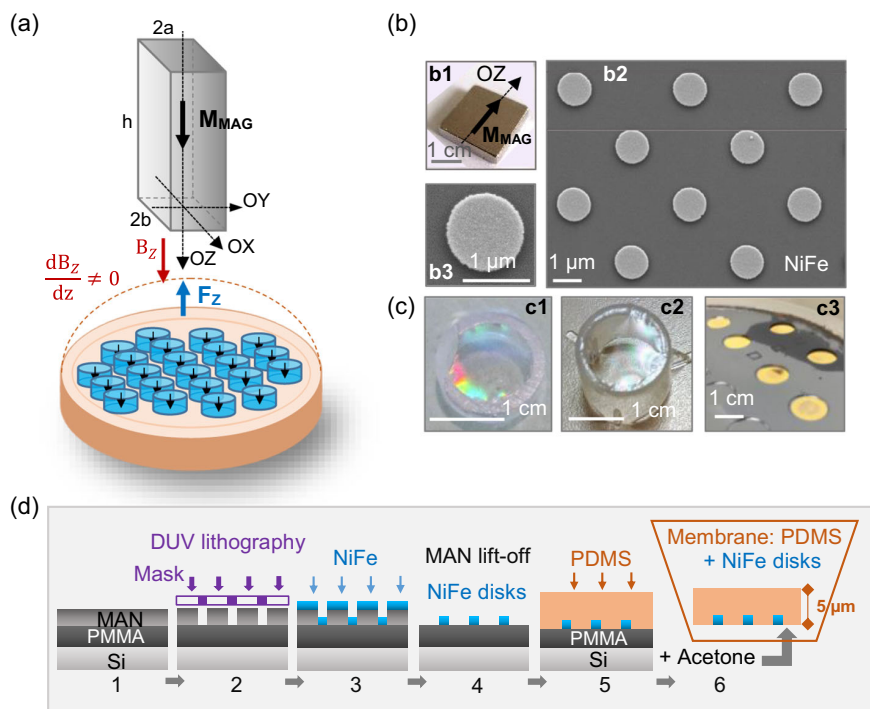 (a)
2a
h
M_MAG
2b
OY
OX
OZ
B_Z
dB_Z/dz ≠ 0
F_Z
(b)
b1
OZ
M_MAG
1 cm
b2
1 µm
NiFe
b3
1 µm
(c)
c1
1 cm
c2
1 cm
c3
1 cm
(d)
DUV lithography
Mask
NiFe
MAN lift-off
NiFe disks
PDMS
Membrane: PDMS
+ NiFe disks
5 µm
MAN
PMMA
Si
PMMA
Si
+ Acetone
1
2
3
4
5
6